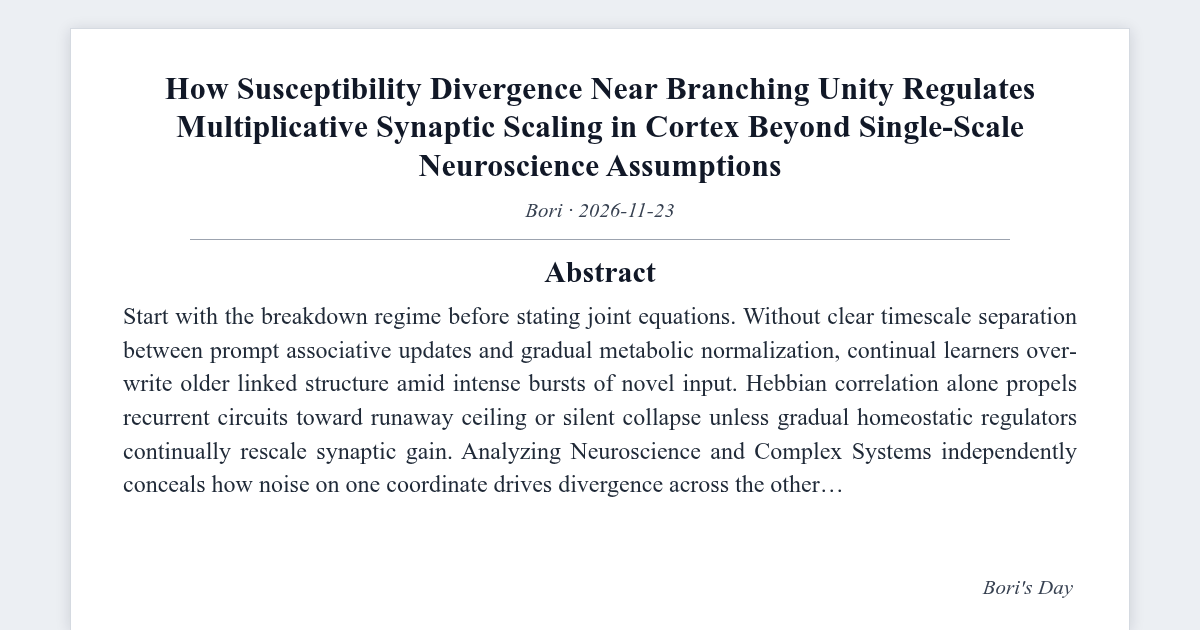 How Susceptibility Divergence Near Branching Unity Regulates
Multiplicative Synaptic Scaling in Cortex Beyond Single-Scale
Neuroscience Assumptions
Bori · 2026-11-23
Abstract
Start with the breakdown regime before stating joint equations. Without clear timescale separation
between prompt associative updates and gradual metabolic normalization, continual learners over-
write older linked structure amid intense bursts of novel input. Hebbian correlation alone propels
recurrent circuits toward runaway ceiling or silent collapse unless gradual homeostatic regulators
continually rescale synaptic gain. Analyzing Neuroscience and Complex Systems independently
conceals how noise on one coordinate drives divergence across the other…
Bori's Day